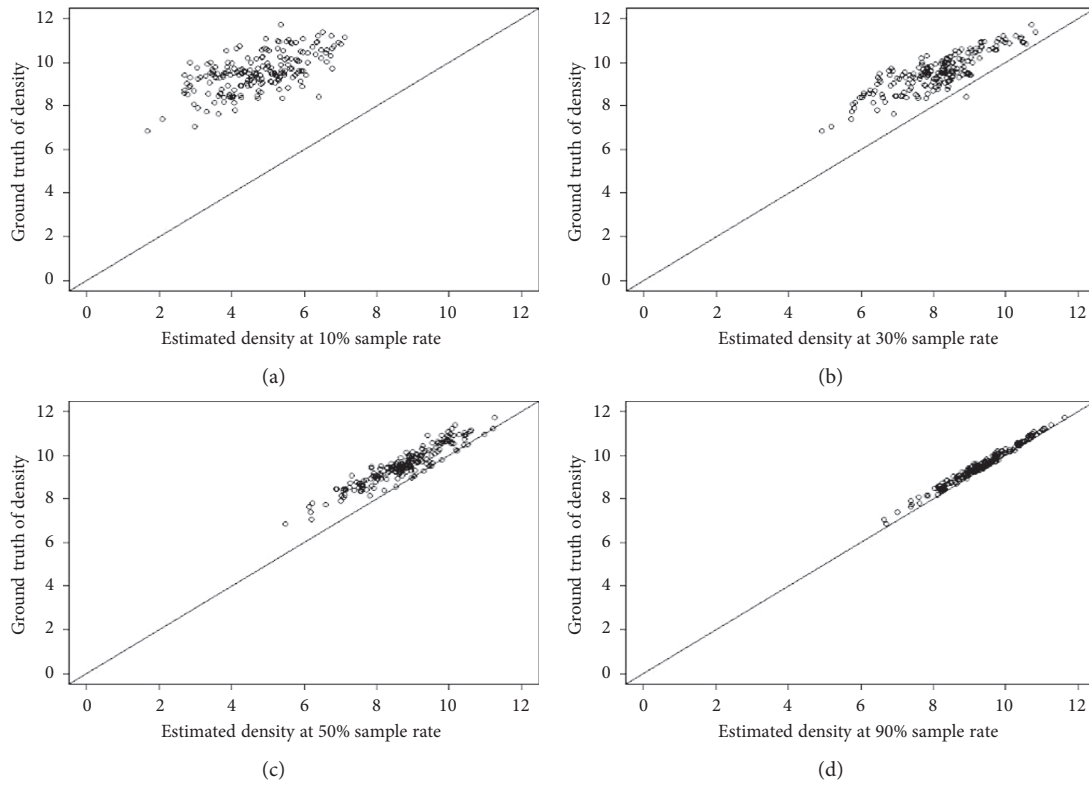 12
10
8
6
4
2
0
Ground truth of density
0 2 4 6 8 10 12
Estimated density at 10% sample rate
(a)
12
10
8
6
4
2
0
Ground truth of density
0 2 4 6 8 10 12
Estimated density at 30% sample rate
(b)
12
10
8
6
4
2
0
Ground truth of density
0 2 4 6 8 10 12
Estimated density at 50% sample rate
(c)
12
10
8
6
4
2
0
Ground truth of density
0 2 4 6 8 10 12
Estimated density at 90% sample rate
(d)